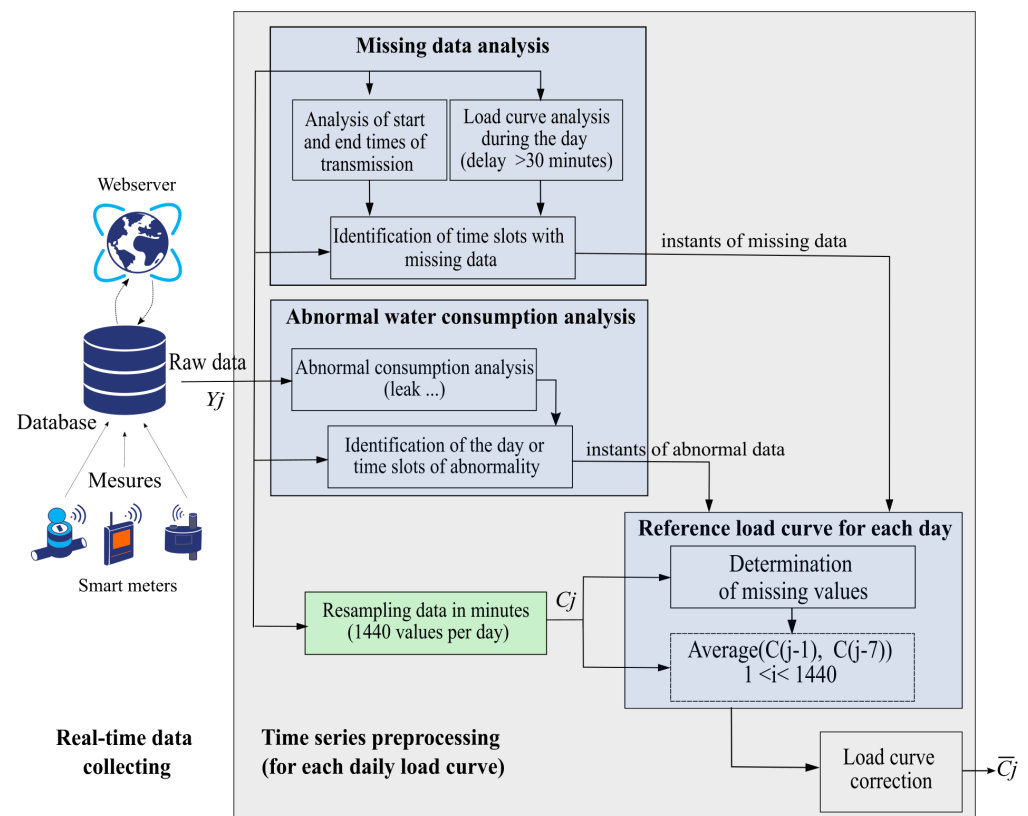 Missing data analysis
Analysis of start
and end times of
transmission
Load curve analysis
during the day
(delay >30 minutes)
Webserver
Identification of time slots with
missing data
instants of missing data
Abnormal water consumption analysis
Raw data
Yj
Abnormal consumption analysis
(leak ...)
Database
Identification of the day or
time slots of abnormality
instants of abnormal data
Mesures
Smart meters
Reference load curve for each day
Determination
of missing values
Resampling data in minutes
(1440 values per day)
Cj
Average(C(j-1), C(j-7))
1 <i< 1440
Real-time data
collecting
Time series preprocessing
(for each daily load curve)
Load curve
correction
C̅j